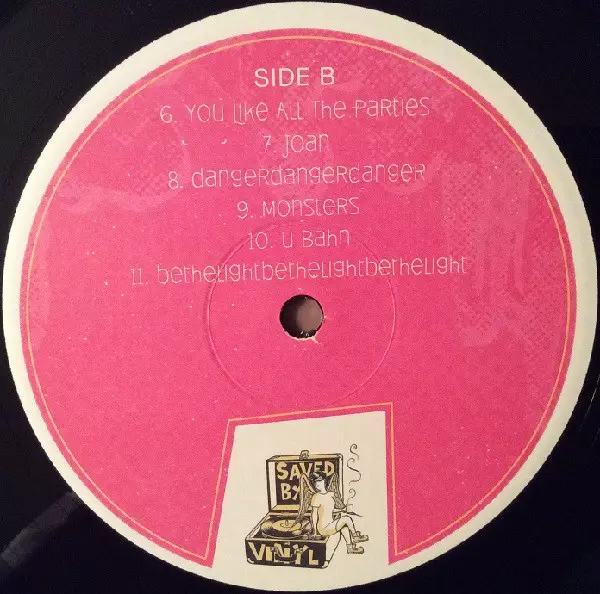 SIDE B
6. You Like All The Parties
7. Joan
8. dangerdangerdanger
9. Monsters
10. U Bahn
11. bethelightbethelightbethelight
SAVED
BY
VINYL